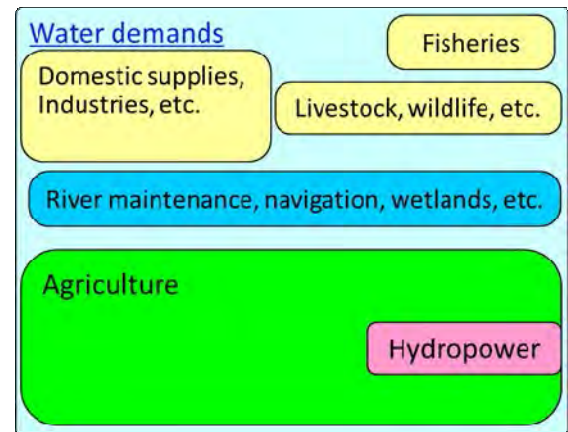 Water demands
Fisheries
Domestic supplies,
Industries, etc.
Livestock, wildlife, etc.
River maintenance, navigation, wetlands, etc.
Agriculture
Hydropower